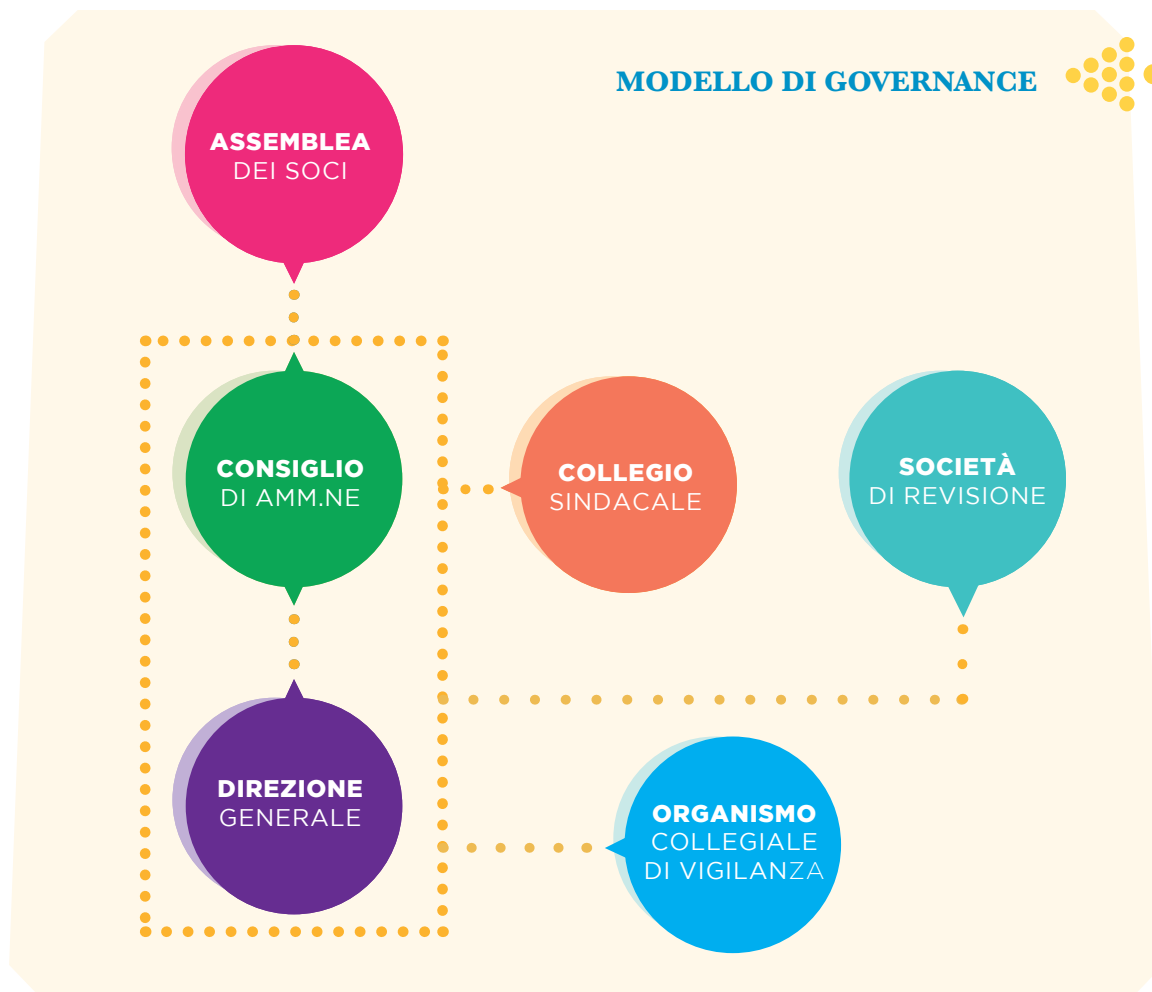 MODELLO DI GOVERNANCE
ASSEMBLEA
DEI SOCI
CONSIGLIO
DI AMM.NE
COLLEGIO
SINDACALE
SOCIETÀ
DI REVISIONE
DIREZIONE
GENERALE
ORGANISMO
COLLEGIALE
DI VIGILANZA